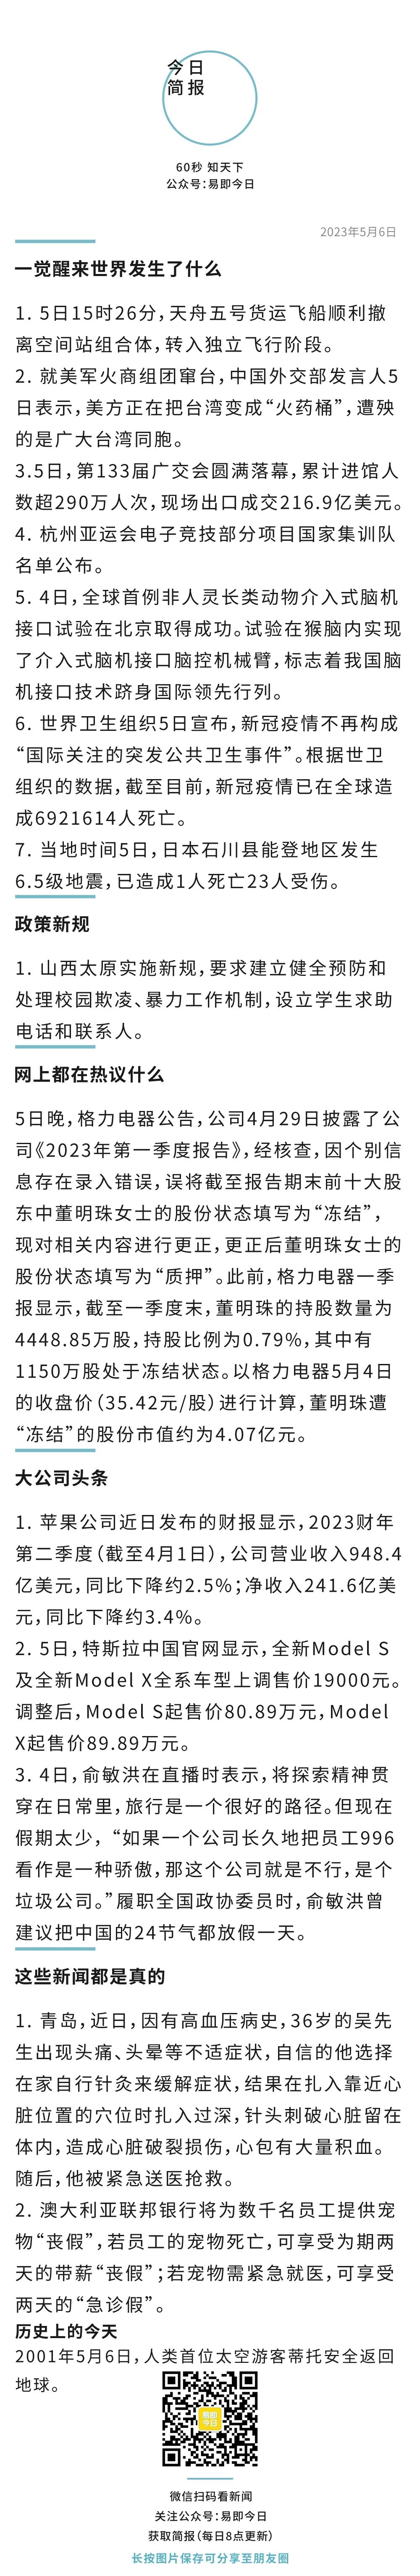 今日
简报
60秒 知天下
公众号：易即今日
2023年5月6日
一觉醒来世界发生了什么
1. 5日15时26分，天舟五号货运飞船顺利撤
离空间站组合体，转入独立飞行阶段。
2. 就美军火商组团窜台，中国外交部发言人5
日表示，美方正在把台湾变成“火药桶”，遭殃
的是广大台湾同胞。
3.5日，第133届广交会圆满落幕，累计进馆人
数超290万人次，现场出口成交216.9亿美元。
4. 杭州亚运会电子竞技部分项目国家集训队
名单公布。
5. 4日，全球首例非人灵长类动物介入式脑机
接口试验在北京取得成功。试验在猴脑内实现
了介入式脑机接口脑控机械臂，标志着我国脑
机接口技术跻身国际领先行列。
6. 世界卫生组织5日宣布，新冠疫情不再构成
“国际关注的突发公共卫生事件”。根据世卫
组织的数据，截至目前，新冠疫情已在全球造
成6921614人死亡。
7. 当地时间5日，日本石川县能登地区发生
6.5级地震，已造成1人死亡23人受伤。
政策新规
1. 山西太原实施新规，要求建立健全预防和
处理校园欺凌、暴力工作机制，设立学生求助
电话和联系人。
网上都在热议什么
5日晚，格力电器公告，公司4月29日披露了公
司《2023年第一季度报告》，经核查，因个别信
息存在录入错误，误将截至报告期末前十大股
东中董明珠女士的股份状态填写为“冻结”，
现对相关内容进行更正，更正后董明珠女士的
股份状态填写为“质押”。此前，格力电器一季
报显示，截至一季度末，董明珠的持股数量为
4448.85万股，持股比例为0.79%，其中有
1150万股处于冻结状态。以格力电器5月4日
的收盘价（35.42元/股）进行计算，董明珠遭
“冻结”的股份市值约为4.07亿元。
大公司头条
1. 苹果公司近日发布的财报显示，2023财年
第二季度（截至4月1日），公司营业收入948.4
亿美元，同比下降约2.5%；净收入241.6亿美
元，同比下降约3.4%。
2. 5日，特斯拉中国官网显示，全新Model S
及全新Model X全系车型上调售价19000元。
调整后，Model S起售价80.89万元，Model
X起售价89.89万元。
3. 4日，俞敏洪在直播时表示，将探索精神贯
穿在日常里，旅行是一个很好的路径。但现在
假期太少，“如果一个公司长久地把员工996
看作是一种骄傲，那这个公司就是不行，是个
垃圾公司。”履职全国政协委员时，俞敏洪曾
建议把中国的24节气都放假一天。
这些新闻都是真的
1. 青岛，近日，因有高血压病史，36岁的吴先
生出现头痛、头晕等不适症状，自信的他选择
在家自行针灸来缓解症状，结果在扎入靠近心
脏位置的穴位时扎入过深，针头刺破心脏留在
体内，造成心脏破裂损伤，心包有大量积血。
随后，他被紧急送医抢救。
2. 澳大利亚联邦银行将为数千名员工提供宠
物“丧假”，若员工的宠物死亡，可享受为期两
天的带薪“丧假”；若宠物需紧急就医，可享受
两天的“急诊假”。
历史上的今天
2001年5月6日，人类首位太空游客蒂托安全返回
地球。
易即
今日
微信扫码看新闻
关注公众号：易即今日
获取简报（每日8点更新）
长按图片保存可分享至朋友圈